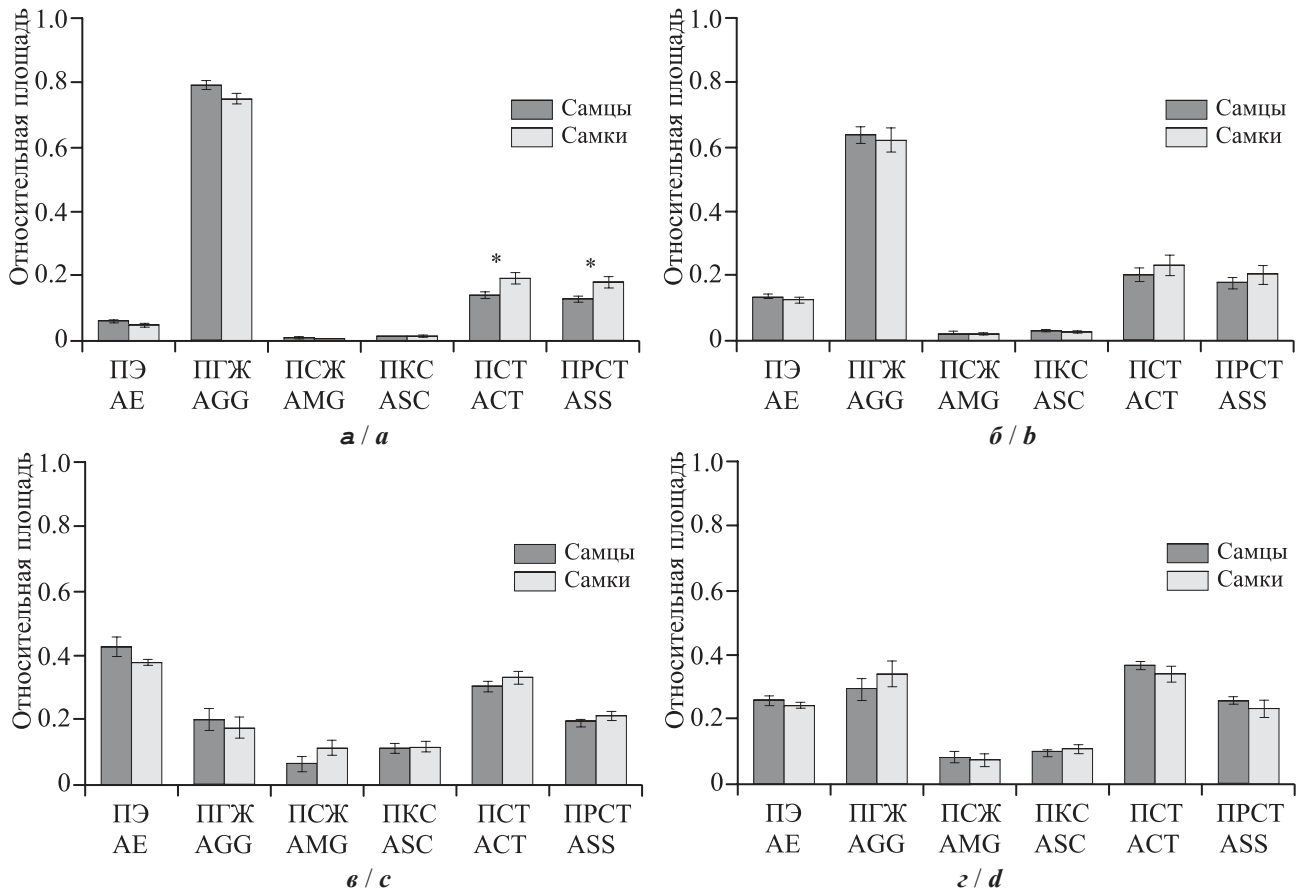 Относительная площадь
1.0
0.8
0.6
0.4
0.2
0
Самцы
Самки
*
*
ПЭ ПГЖ ПСЖ ПКС ПСТ ПРСТ
AE AGG AMG ASC ACT ASS
а / a
Относительная площадь
1.0
0.8
0.6
0.4
0.2
0
Самцы
Самки
ПЭ ПГЖ ПСЖ ПКС ПСТ ПРСТ
AE AGG AMG ASC ACT ASS
б / b
Относительная площадь
1.0
0.8
0.6
0.4
0.2
0
Самцы
Самки
ПЭ ПГЖ ПСЖ ПКС ПСТ ПРСТ
AE AGG AMG ASC ACT ASS
в / c
Относительная площадь
1.0
0.8
0.6
0.4
0.2
0
Самцы
Самки
ПЭ ПГЖ ПСЖ ПКС ПСТ ПРСТ
AE AGG AMG ASC ACT ASS
г / d